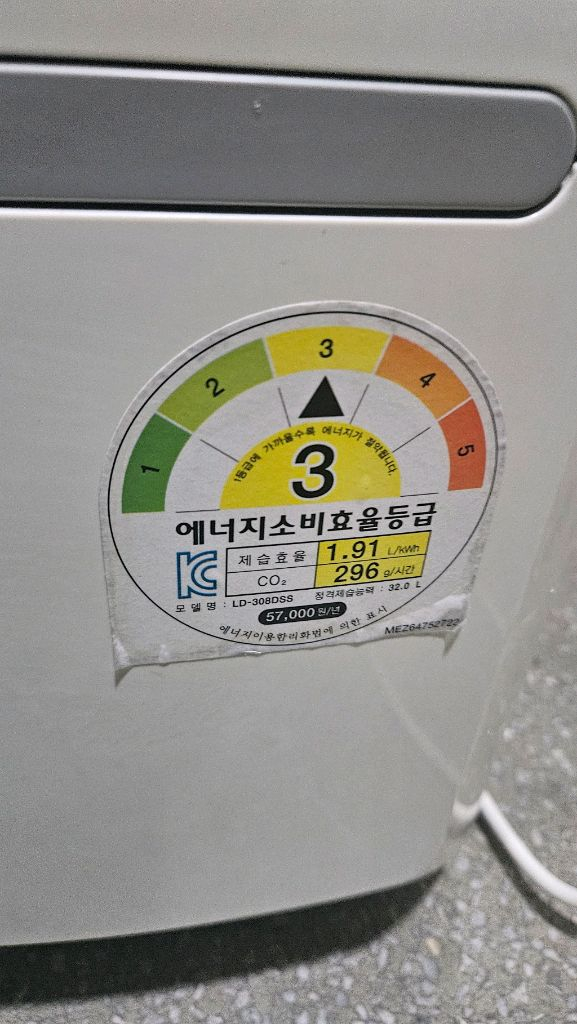 1 2 3 4 5
1등급에 가까울수록 에너지가 절약됩니다.
3
에너지소비효율등급
제습효율 1.91 L/kWh
CO₂ 296 g/시간
모델명 : LD-308DSS 정격제습능력 : 32.0 L
57,000원/년
에너지이용합리화법에 의한 표시
MEZ64752722